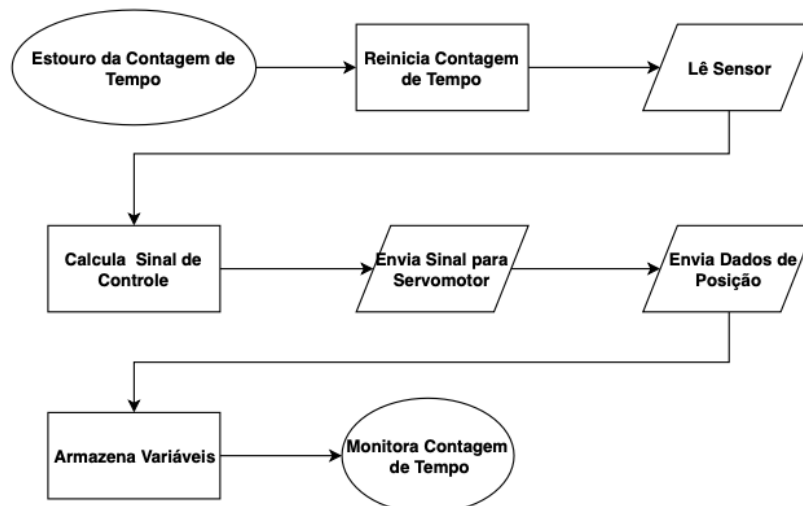 Estouro da Contagem de
Tempo
Reinicia Contagem
de Tempo
Lê Sensor
Calcula Sinal de
Controle
Envia Sinal para
Servomotor
Envia Dados de
Posição
Armazena Variáveis
Monitora Contagem
de Tempo